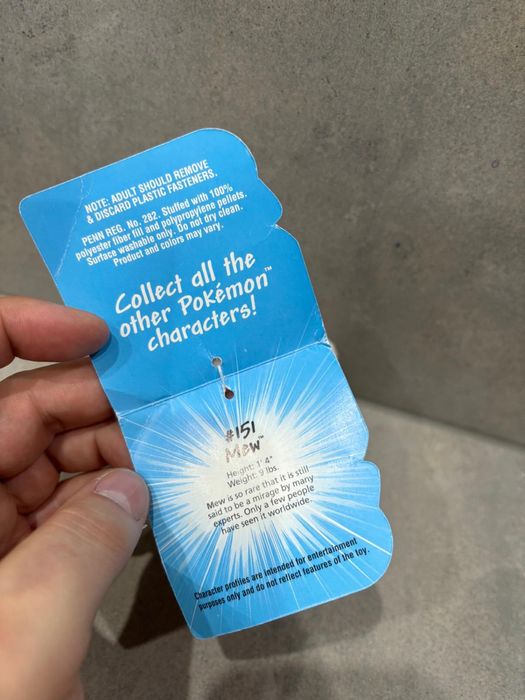 NOTE: ADULT SHOULD REMOVE
& DISCARD PLASTIC FASTENERS.
PENN REG. No. 282. Stuffed with 100%
polyester fiber fill and polypropylene pellets.
Surface washable only. Do not dry clean.
Product and colors may vary.
Collect all the
other Pokémon™
characters!
#151
Mew™
Height: 1' 4"
Weight: 9 lbs.
Mew is so rare that it is still
said to be a mirage by many
experts. Only a few people
have seen it worldwide.
Character profiles are intended for entertainment
purposes only and do not reflect features of the toy.